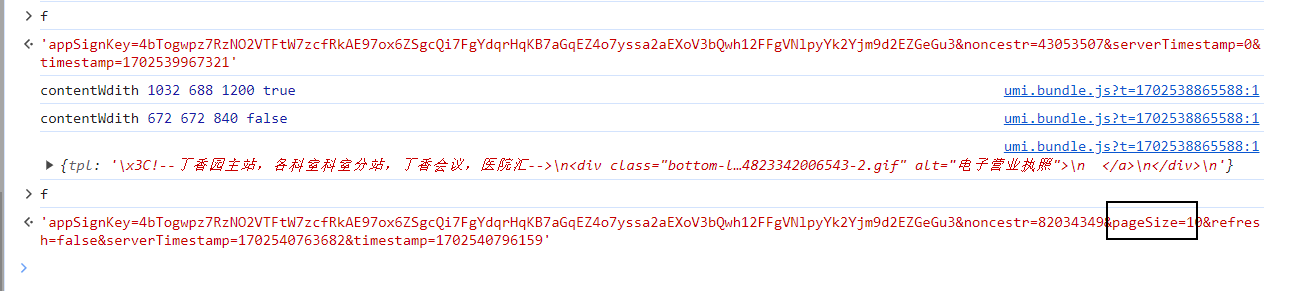 f
'appSignKey=4bTogwpz7RzNO2VTFtW7zcfRkAE97ox6ZSgcQi7FgYdqrHqKB7aGqEZ4o7yssa2aEXoV3bQwh12FFgVNlpyYk2Yjm9d2EZGeGu3&noncestr=43053507&serverTimestamp=0&
timestamp=1702539967321'
contentWdith 1032 688 1200 true umi.bundle.js?t=1702538865588:1
contentWdith 672 672 840 false umi.bundle.js?t=1702538865588:1
umi.bundle.js?t=1702538865588:1
{tpl: '\x3C!--丁香园主站，各科室科室分站，丁香会议，医院汇-->\n<div class="bottom-l…4823342006543-2.gif" alt="电子营业执照">\n  </a>\n</div>\n'}
f
'appSignKey=4bTogwpz7RzNO2VTFtW7zcfRkAE97ox6ZSgcQi7FgYdqrHqKB7aGqEZ4o7yssa2aEXoV3bQwh12FFgVNlpyYk2Yjm9d2EZGeGu3&noncestr=82034349&pageSize=10&refre
sh=false&serverTimestamp=1702540763682&timestamp=1702540796159'